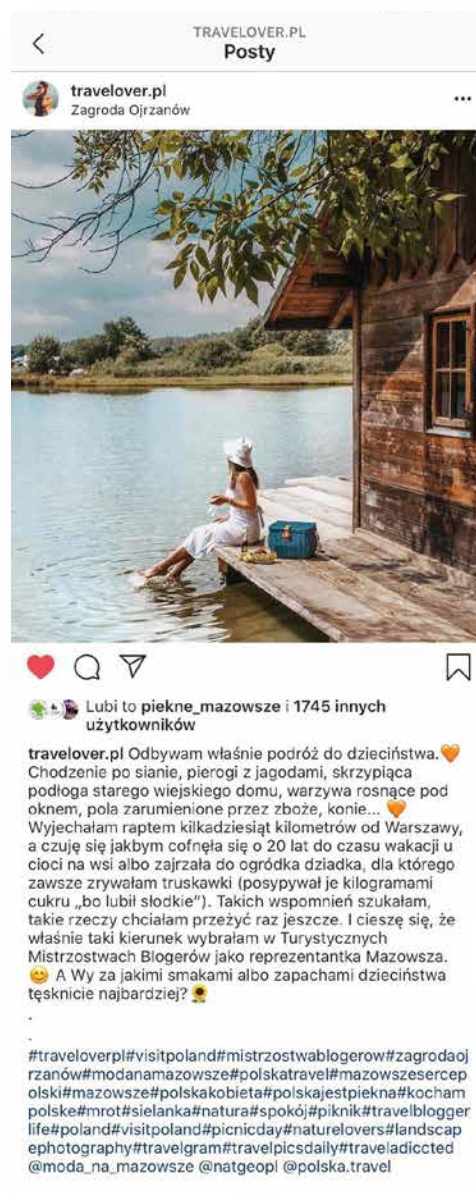 TRAVELOVER.PL
Posty
travelover.pl
Zagroda Ojrzanów
Lubi to piekne_mazowsze i 1745 innych
użytkowników
travelover.pl Odbywam właśnie podróż do dzieciństwa.🧡
Chodzenie po sianie, pierogi z jagodami, skrzypiąca
podłoga starego wiejskiego domu, warzywa rosnące pod
oknem, pola zarumienione przez zboże, konie... 🧡
Wyjechałam raptem kilkadziesiąt kilometrów od Warszawy,
a czuję się jakbym cofnęła się o 20 lat do czasu wakacji u
cioci na wsi albo zajrzała do ogródka dziadka, dla którego
zawsze zrywałam truskawki (posypywał je kilogramami
cukru „bo lubił słodkie"). Takich wspomnień szukałam,
takie rzeczy chciałam przeżyć raz jeszcze. I cieszę się, że
właśnie taki kierunek wybrałam w Turystycznych
Mistrzostwach Blogerów jako reprezentantka Mazowsza.
😊 A Wy za jakimi smakami albo zapachami dzieciństwa
tęsknicie najbardziej?🌻
.
.
#traveloverpl#visitpoland#mistrzostwablogerow#zagrodaoj
rzanów#modanamazowsze#polskatravel#mazowszesercep
olski#mazowsze#polskakobieta#polskajestpiekna#kocham
polske#mrot#sielanka#natura#spokój#piknik#travelblogger
life#poland#visitpoland#picnicday#naturelovers#landscap
ephotography#travelgram#travelpicsdaily#traveladiccted
@moda_na_mazowsze @natgeopl @polska.travel